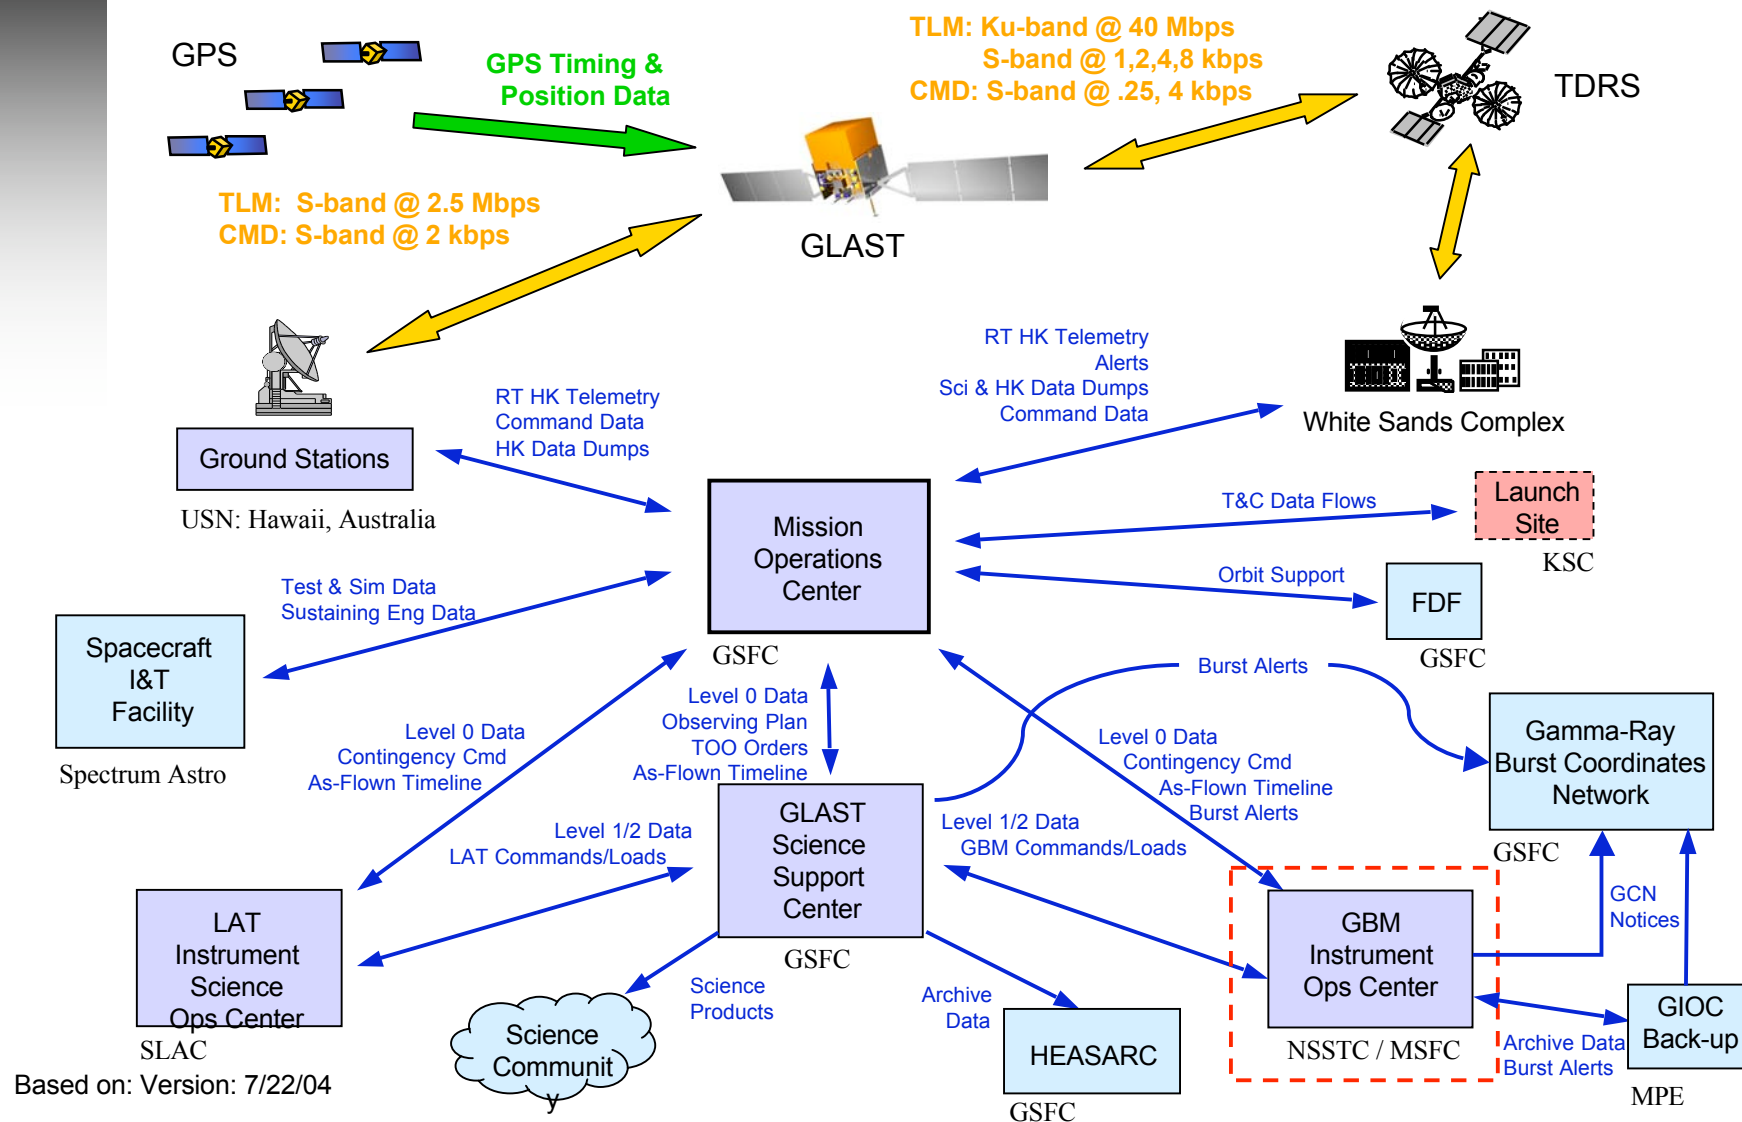 GPS
GPS Timing &
Position Data
TLM: Ku-band @ 40 Mbps
S-band @ 1,2,4,8 kbps
CMD: S-band @ .25, 4 kbps
TDRS
TLM: S-band @ 2.5 Mbps
CMD: S-band @ 2 kbps
GLAST
RT HK Telemetry
Alerts
Sci & HK Data Dumps
Command Data
White Sands Complex
RT HK Telemetry
Command Data
HK Data Dumps
Ground Stations
USN: Hawaii, Australia
Mission
Operations
Center
GSFC
T&C Data Flows
Launch
Site
KSC
Orbit Support
FDF
GSFC
Test & Sim Data
Sustaining Eng Data
Spacecraft
I&T
Facility
Spectrum Astro
Level 0 Data
Contingency Cmd
As-Flown Timeline
Level 0 Data
Observing Plan
TOO Orders
As-Flown Timeline
Burst Alerts
Level 0 Data
Contingency Cmd
As-Flown Timeline
Burst Alerts
Gamma-Ray
Burst Coordinates
Network
GSFC
Level 1/2 Data
LAT Commands/Loads
GLAST
Science
Support
Center
GSFC
Level 1/2 Data
GBM Commands/Loads
LAT
Instrument
Science
Ops Center
SLAC
GBM
Instrument
Ops Center
NSSTC / MSFC
GCN
Notices
GIOC
Back-up
MPE
Archive Data
Burst Alerts
Science
Products
Science
Communit
y
Archive
Data
HEASARC
GSFC
Based on: Version: 7/22/04